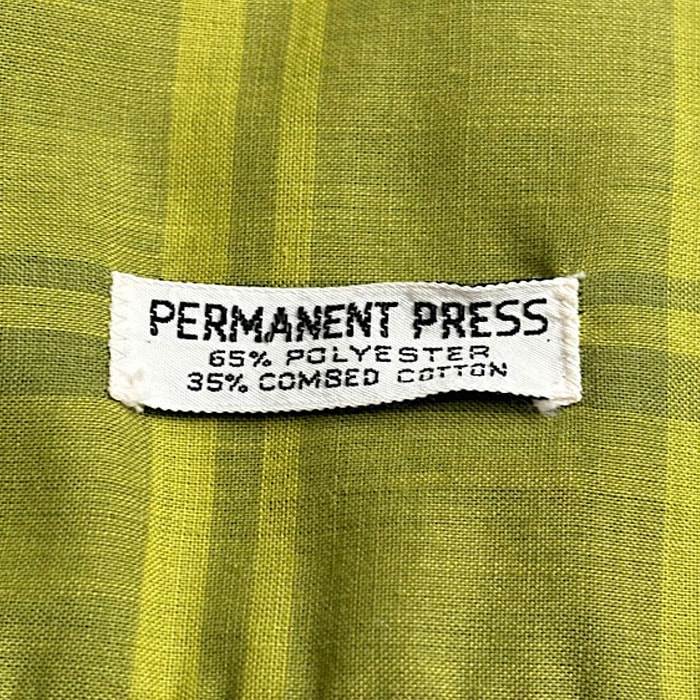 PERMANENT PRESS
65% POLYESTER
35% COMBED COTTON